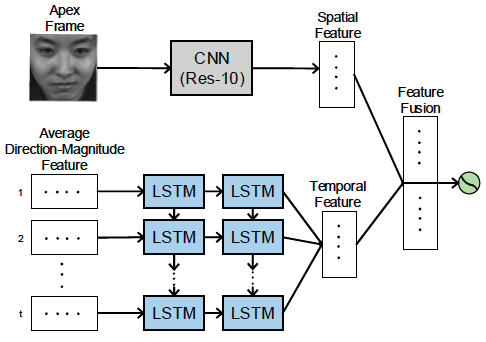 Apex
Frame
CNN
(Res-10)
Spatial
Feature
Feature
Fusion
Average
Direction-Magnitude
Feature
1
LSTM
LSTM
Temporal
Feature
2
LSTM
LSTM
t
LSTM
LSTM